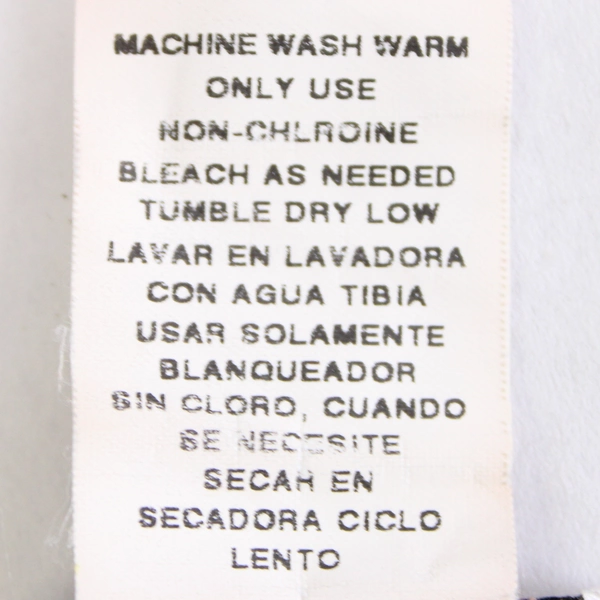 MACHINE WASH WARM
ONLY USE
NON-CHLROINE
BLEACH AS NEEDED
TUMBLE DRY LOW
LAVAR EN LAVADORA
CON AGUA TIBIA
USAR SOLAMENTE
BLANQUEADOR
SIN CLORO, CUANDO
SE NECESITE
SECAR EN
SECADORA CICLO
LENTO